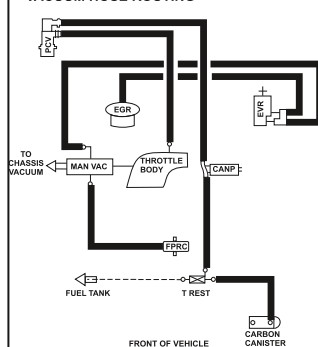 VACUUM HOSE ROUTING
PCV
EGR
EVR
TO
CHASSIS
VACUUM
MAN VAC
THROTTLE
BODY
CANP
FPRC
FUEL TANK
T REST
CARBON
CANISTER
FRONT OF VEHICLE